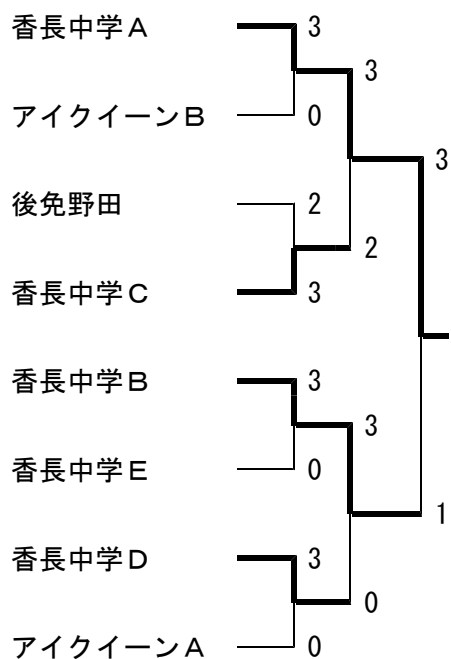 香長中学Ａ 3
3
アイクイーンＢ 0
3
後免野田 2
2
香長中学Ｃ 3
香長中学Ｂ 3
3
香長中学Ｅ 0
1
香長中学Ｄ 3
0
アイクイーンＡ 0